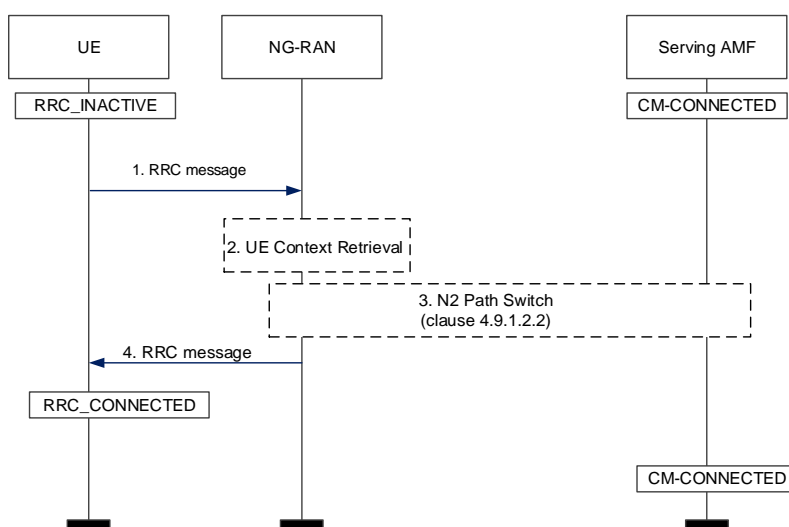 UE
NG-RAN
Serving AMF
RRC_INACTIVE
CM-CONNECTED
1. RRC message
2. UE Context Retrieval
3. N2 Path Switch
(clause 4.9.1.2.2)
4. RRC message
RRC_CONNECTED
CM-CONNECTED